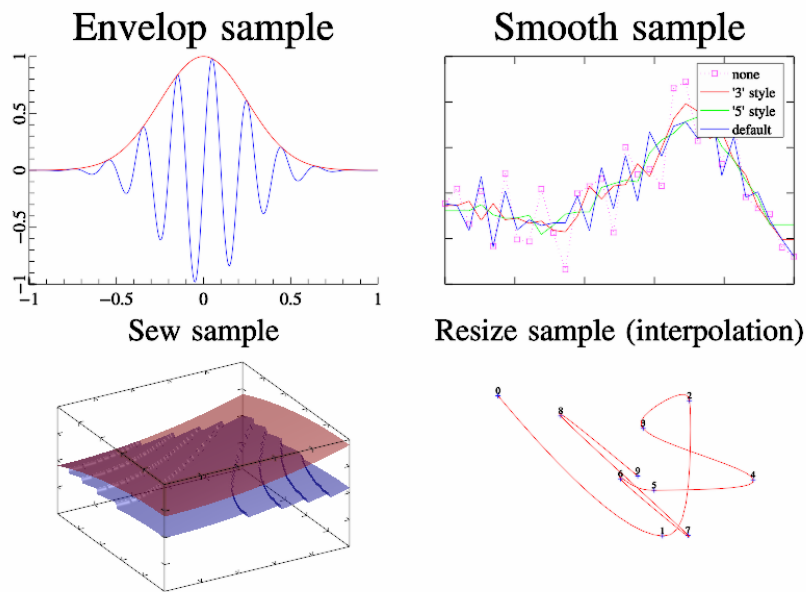 Envelop sample
Smooth sample
1
0.5
0
−0.5
−1
−1
−0.5
0
0.5
1
none
'3' style
'5' style
default
Sew sample
Resize sample (interpolation)
0
2
8
3
4
6
9
5
1
7